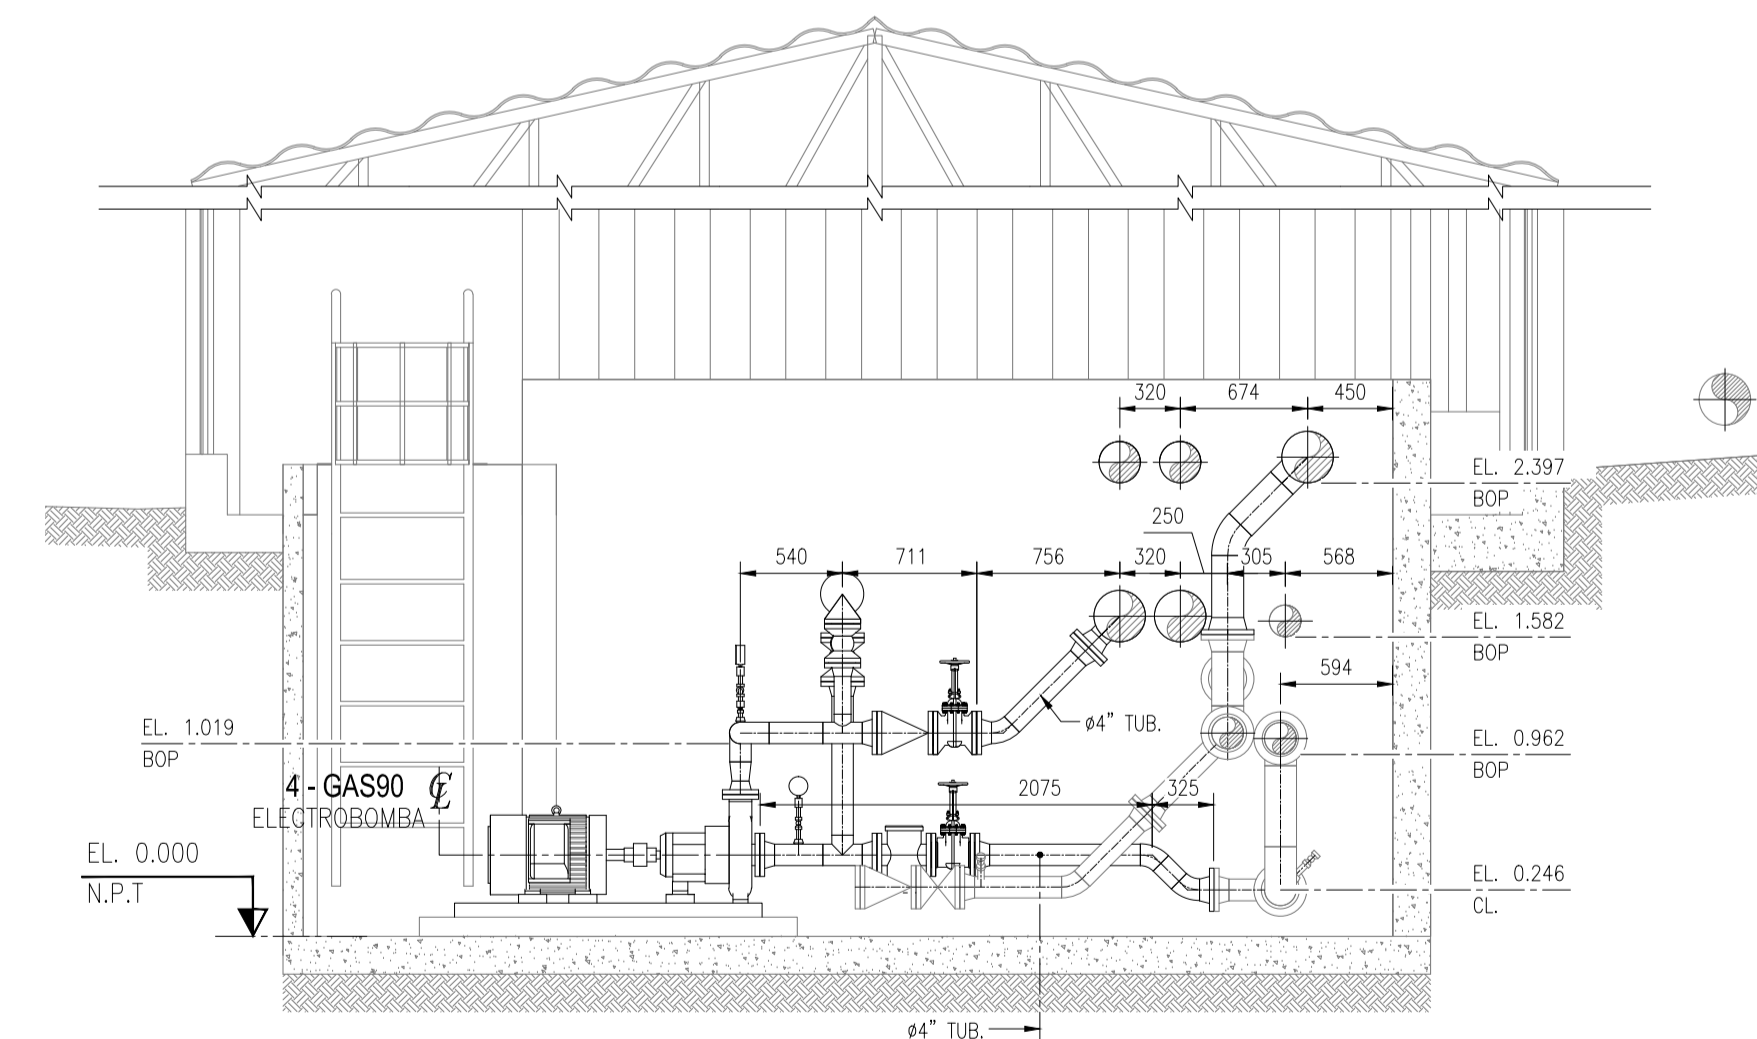 320
674
450
EL. 2.397
BOP
250
540
711
756
320
305
568
EL. 1.582
BOP
594
ø4" TUB.
EL. 1.019
BOP
EL. 0.962
BOP
4 - GAS90 ℄
ELECTROBOMBA
2075
325
EL. 0.000
N.P.T
EL. 0.246
CL.
ø4" TUB.